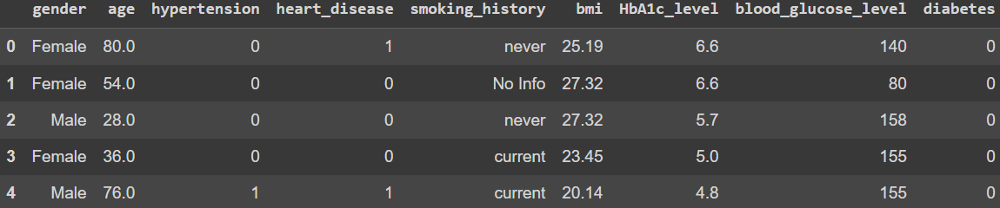 gender age hypertension heart_disease smoking_history bmi HbA1c_level blood_glucose_level diabetes
0 Female 80.0 0 1 never 25.19 6.6 140 0
1 Female 54.0 0 0 No Info 27.32 6.6 80 0
2 Male 28.0 0 0 never 27.32 5.7 158 0
3 Female 36.0 0 0 current 23.45 5.0 155 0
4 Male 76.0 1 1 current 20.14 4.8 155 0